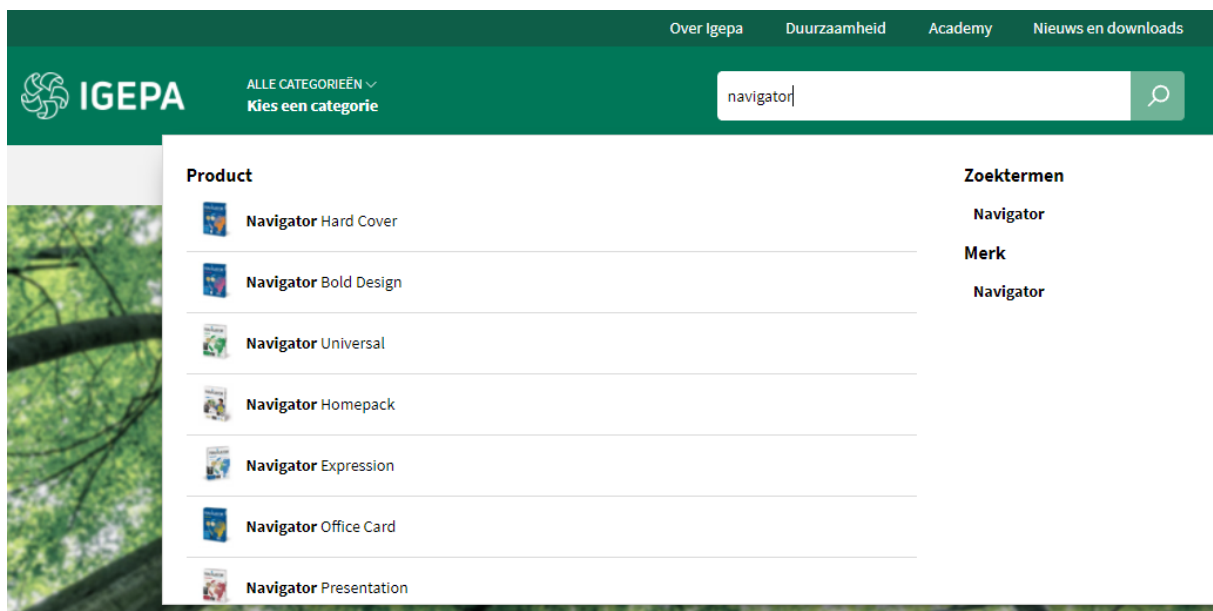 Over Igepa Duurzaamheid Academy Nieuws en downloads
IGEPA
ALLE CATEGORIEËN
Kies een categorie
navigator
Product
Navigator Hard Cover
Navigator Bold Design
Navigator Universal
Navigator Homepack
Navigator Expression
Navigator Office Card
Navigator Presentation
Zoektermen
Navigator
Merk
Navigator